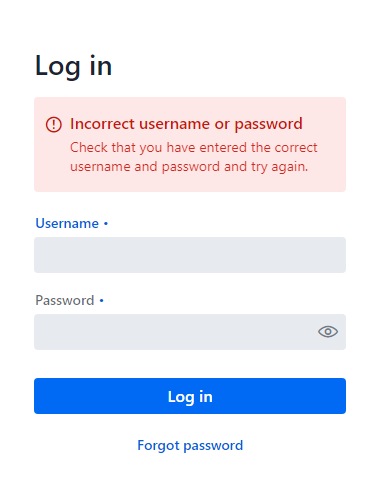 Log in
Incorrect username or password
Check that you have entered the correct
username and password and try again.
Username •
Password •
Log in
Forgot password